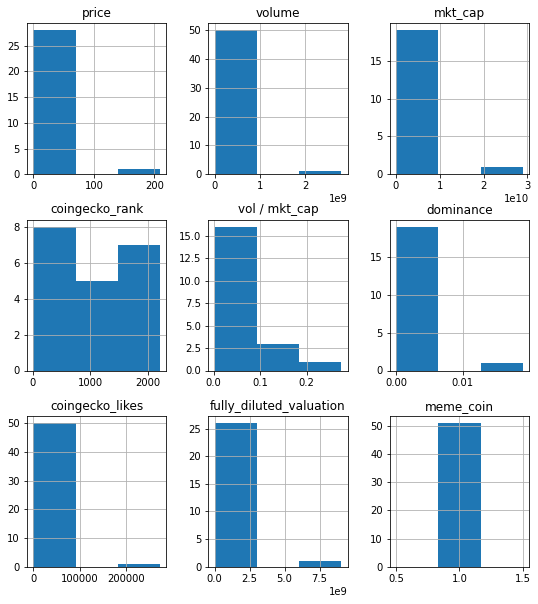 price
25
20
15
10
5
0
0 100 200
volume
50
40
30
20
10
0
0 1 2
1e9
mkt_cap
15
10
5
0
0 1 2 3
1e10
coingecko_rank
8
6
4
2
0
0 1000 2000
vol / mkt_cap
15.0
12.5
10.0
7.5
5.0
2.5
0.0
0.0 0.1 0.2
dominance
15
10
5
0
0.00 0.01
coingecko_likes
50
40
30
20
10
0
0 100000 200000
fully_diluted_valuation
25
20
15
10
5
0
0.0 2.5 5.0 7.5
1e9
meme_coin
50
40
30
20
10
0
0.5 1.0 1.5